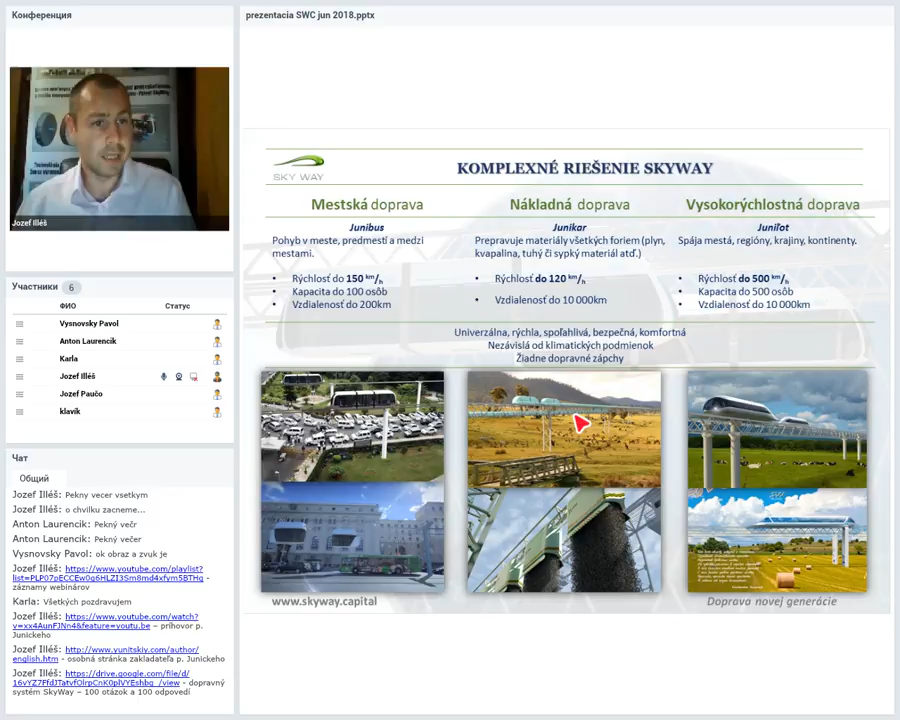 Конференция
Jozef Illéš
Участники 6
ФИО Статус
Vysnovsky Pavol
Anton Laurencik
Karla
Jozef Illéš
Jozef Paučo
klavík
Чат
Общий
Jozef Illéš: Pekny vecer vsetkym
Jozef Illéš: o chvilku zacneme...
Anton Laurencik: Pekný večr
Anton Laurencik: Pekný večer
Vysnovsky Pavol: ok obraz a zvuk je
Jozef Illéš: https://www.youtube.com/playlist?
záznamy webinárov
Karla: Všetkých pozdravujem
Jozef Illéš: https://www.youtube.com/watch?
v=xx4AunFJNn4&feature=youtu.be – príhovor p.
Junickeho
Jozef Illéš: http://www.yunitskiy.com/author/
english.htm - osobná stránka zakladateľa p. Junickeho
Jozef Illéš: https://drive.google.com/file/d/
- dopravný
systém SkyWay – 100 otázok a 100 odpovedí
prezentacia SWC jun 2018.pptx
SKY WAY
KOMPLEXNÉ RIEŠENIE SKYWAY
Mestská doprava
Junibus
Pohyb v meste, predmestí a medzi
mestami.
• Rýchlosť do 150 km/h
• Kapacita do 100 osôb
• Vzdialenosť do 200km
Nákladná doprava
Junikar
Prepravuje materiály všetkých foriem (plyn,
kvapalina, tuhý či sypký materiál atď.)
• Rýchlosť do 120 km/h
• Vzdialenosť do 10 000km
Vysokorýchlostná doprava
Juniľot
Spája mestá, regióny, krajiny, kontinenty.
• Rýchlosť do 500 km/h
• Kapacita do 500 osôb
• Vzdialenosť do 10 000km
Univerzálna, rýchla, spoľahlivá, bezpečná, komfortná
Nezávislá od klimatických podmienok
Žiadne dopravné zápchy
www.skyway.capital
Doprava novej generácie